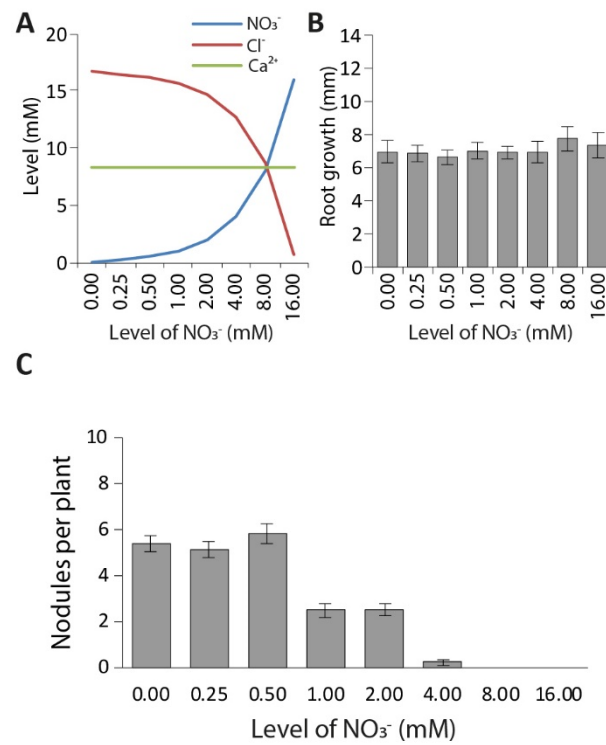 A
NO₃⁻
Cl⁻
Ca²⁺
Level (mM)
20
15
10
5
0
0.00
0.25
0.50
1.00
2.00
4.00
8.00
16.00
Level of NO₃⁻ (mM)
B
Root growth (mm)
14
12
10
8
6
4
2
0
0.00
0.25
0.50
1.00
2.00
4.00
8.00
16.00
Level of NO₃⁻ (mM)
C
Nodules per plant
10
8
6
4
2
0
0.00 0.25 0.50 1.00 2.00 4.00 8.00 16.00
Level of NO₃⁻ (mM)